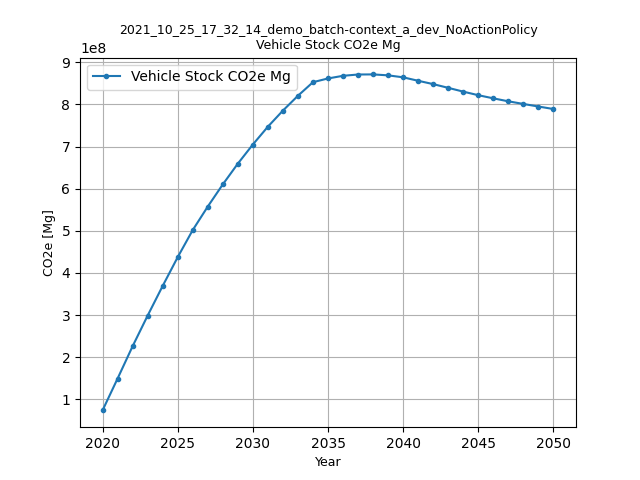 2021_10_25_17_32_14_demo_batch-context_a_dev_NoActionPolicy
Vehicle Stock CO2e Mg
1e8
Vehicle Stock CO2e Mg
9
8
7
6
5
4
3
2
1
CO2e [Mg]
2020 2025 2030 2035 2040 2045 2050
Year